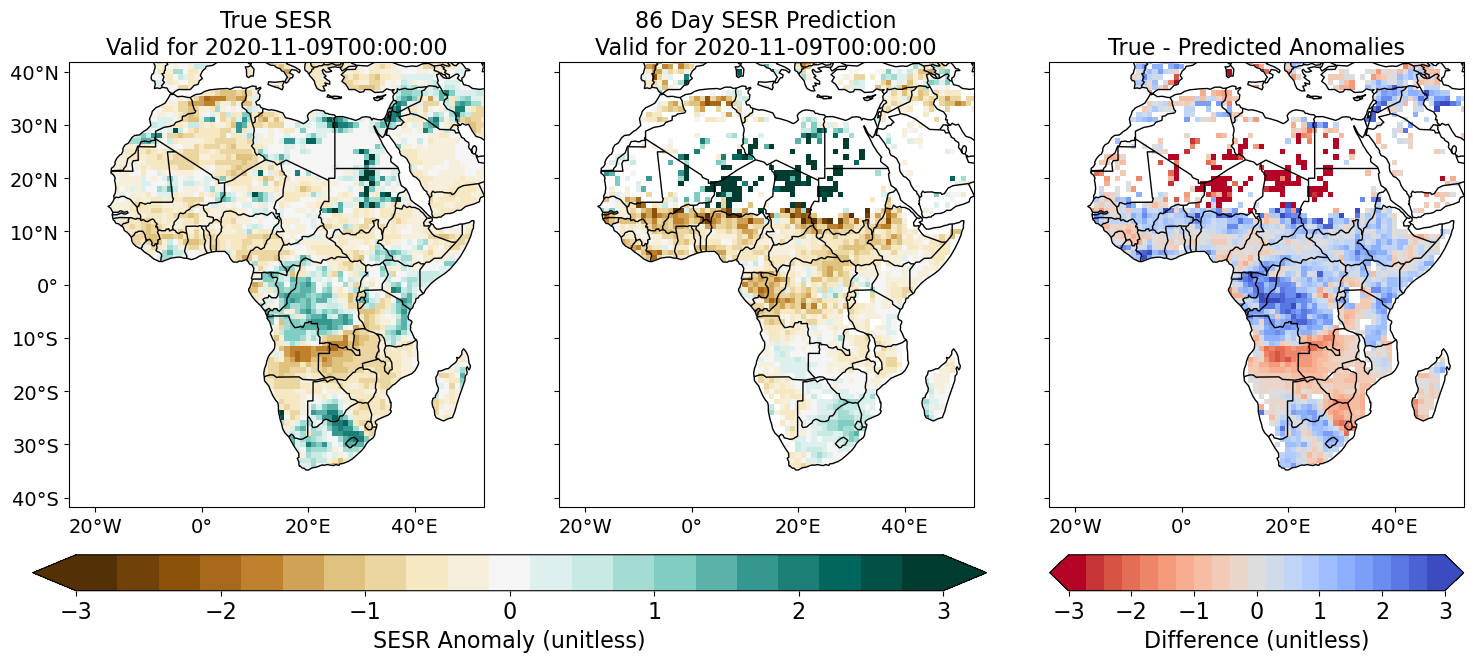 True SESR
Valid for 2020-11-09T00:00:00
86 Day SESR Prediction
Valid for 2020-11-09T00:00:00
True - Predicted Anomalies
40°N
30°N
20°N
10°N
0°
10°S
20°S
30°S
40°S
20°W 0° 20°E 40°E
20°W 0° 20°E 40°E
20°W 0° 20°E 40°E
−3 −2 −1 0 1 2 3
SESR Anomaly (unitless)
−3 −2 −1 0 1 2 3
Difference (unitless)